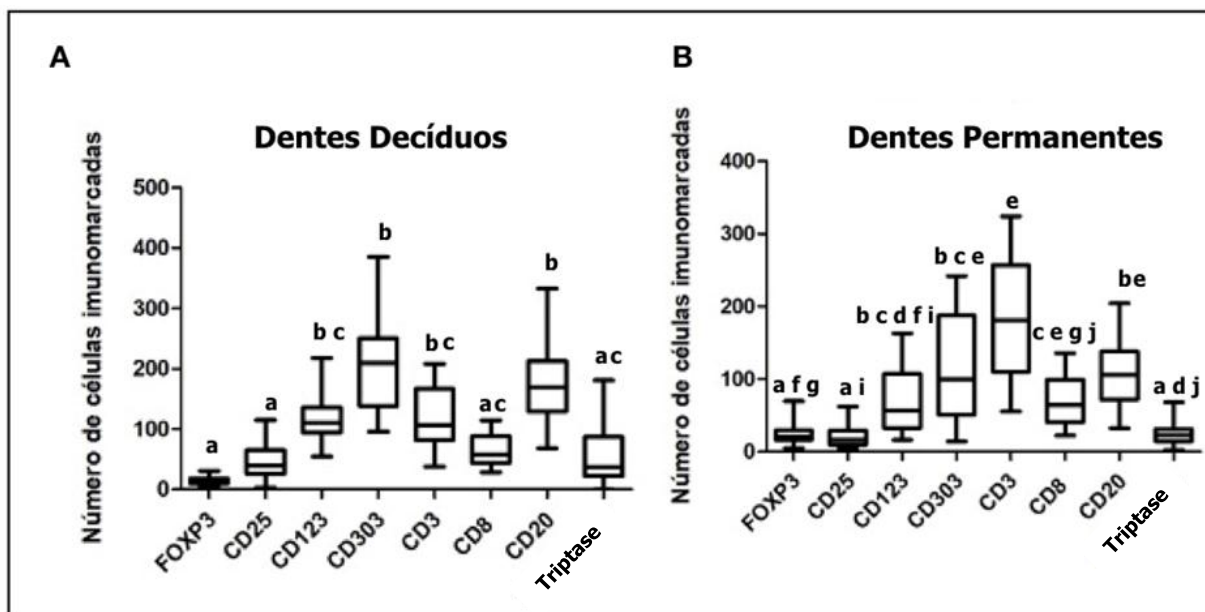 A
Dentes Decíduos
Número de células imunomarcadas
500
400
300
200
100
0
a
a
b c
b
b c
a c
b
a c
FOXP3
CD25
CD123
CD303
CD3
CD8
CD20
Triptase
B
Dentes Permanentes
Número de células imunomarcadas
400
300
200
100
0
a f g
a i
b c d f i
b c e
e
c e g j
b e
a d j
FOXP3
CD25
CD123
CD303
CD3
CD8
CD20
Triptase